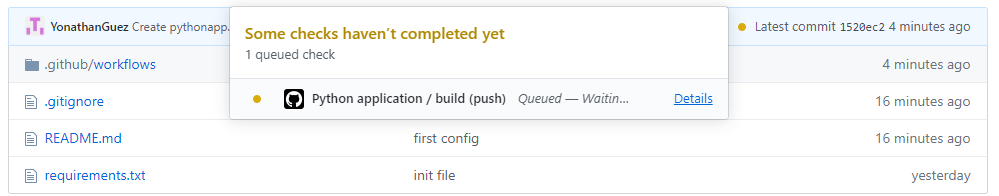 YonathanGuez Create pythonapp.
Some checks haven't completed yet
1 queued check
Python application / build (push) Queued — Waitin... Details
Latest commit 1520ec2 4 minutes ago
.github/workflows 4 minutes ago
.gitignore 16 minutes ago
README.md first config 16 minutes ago
requirements.txt init file yesterday